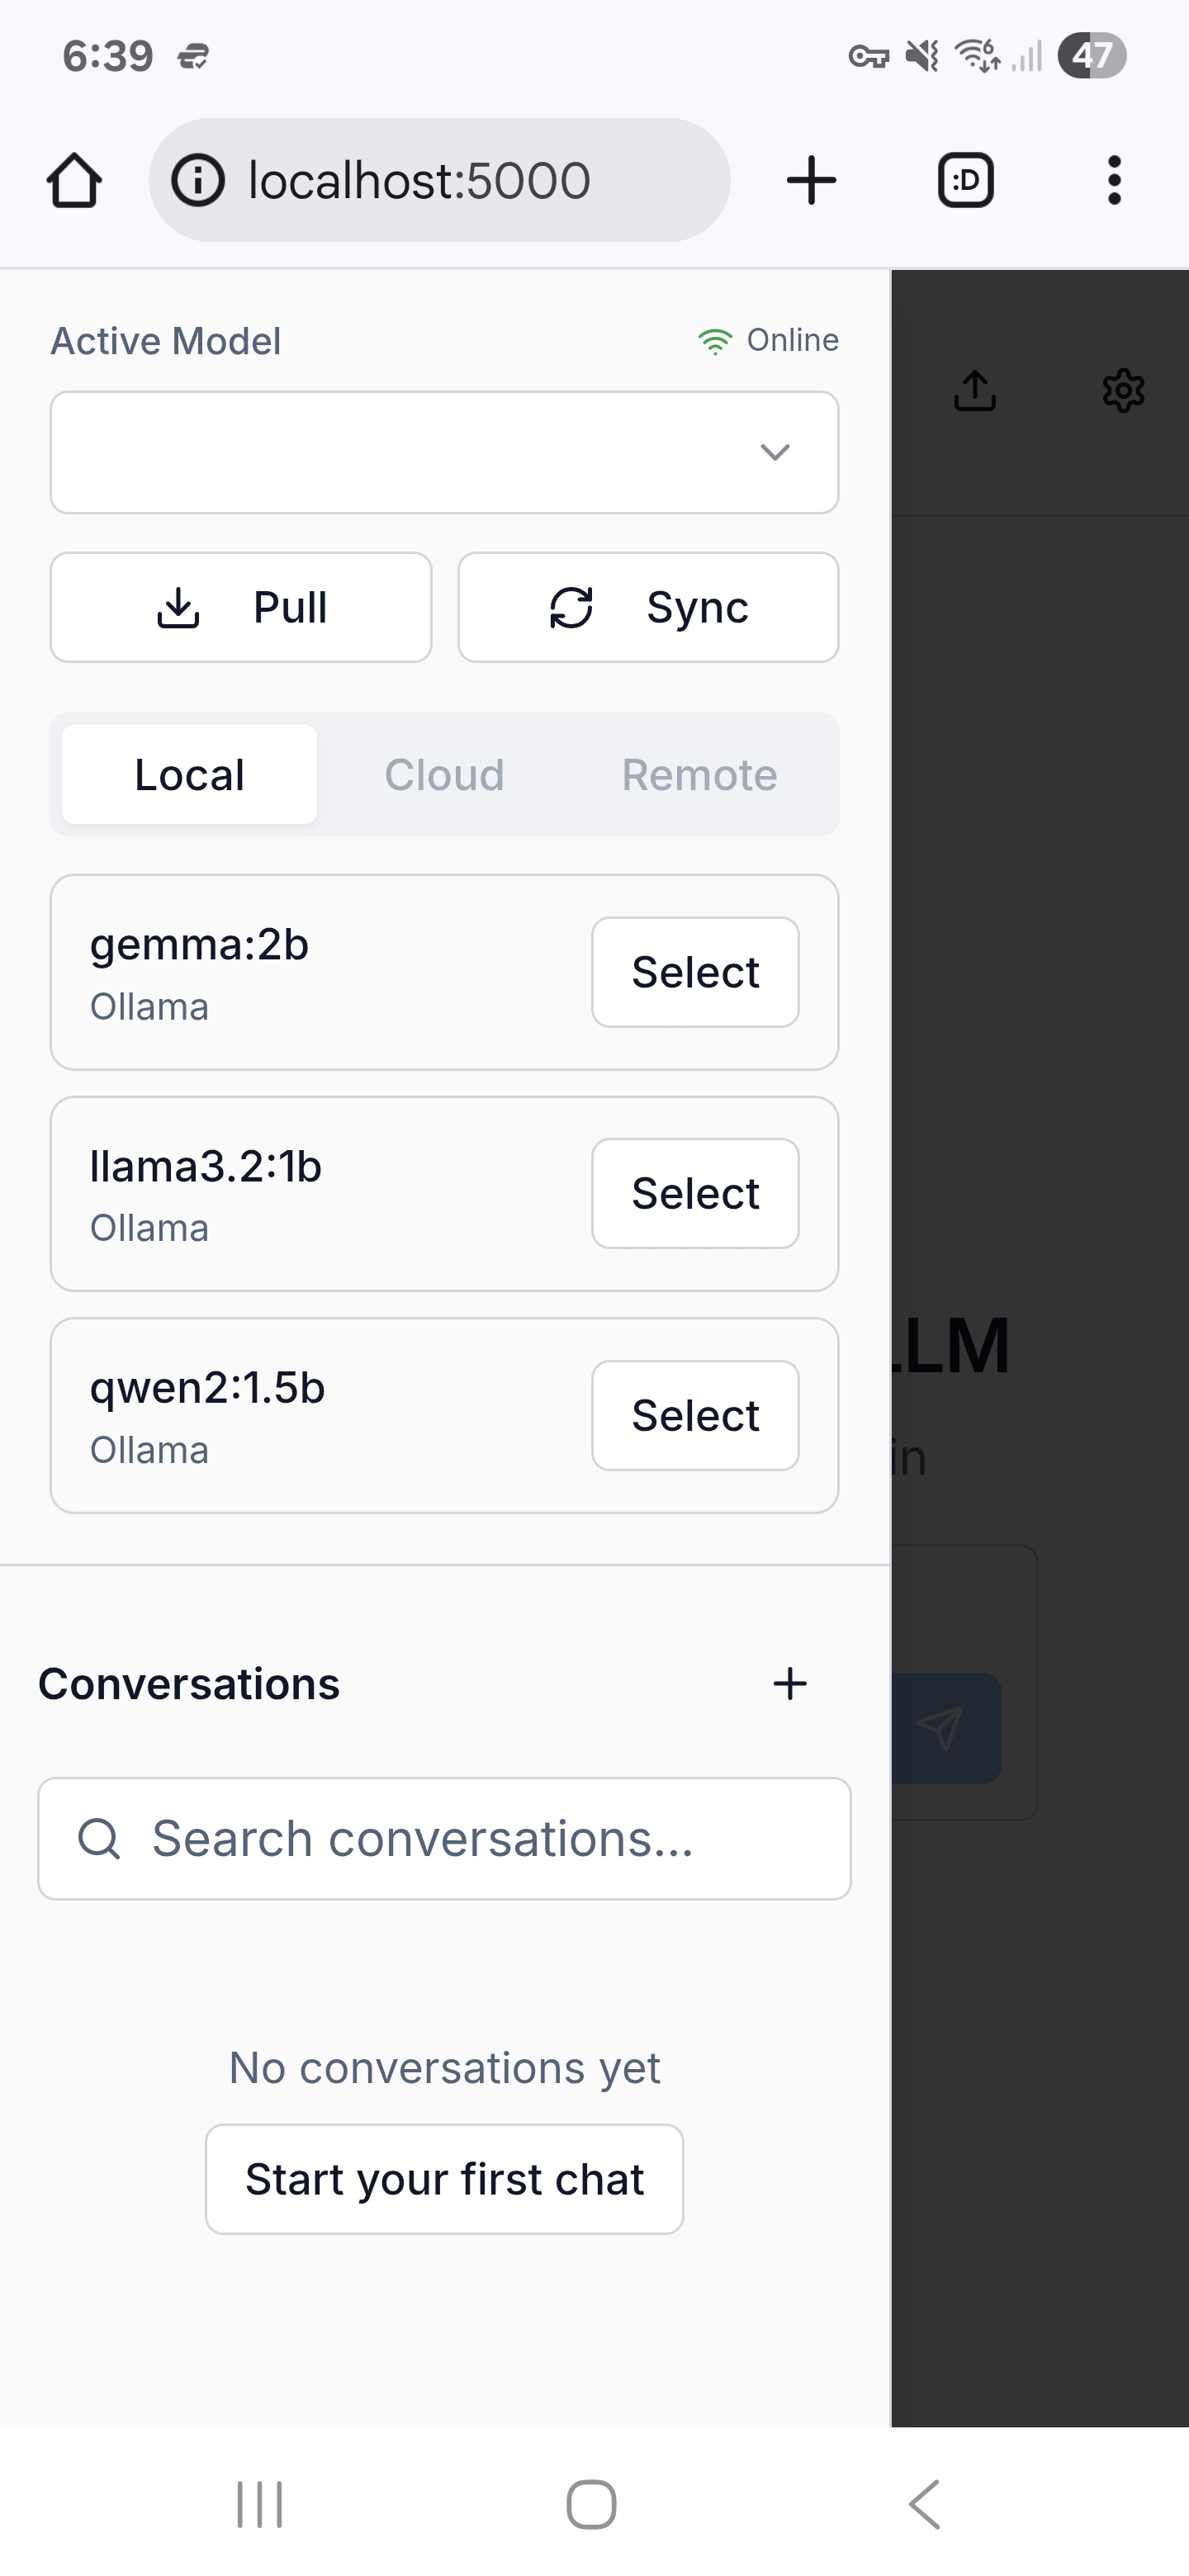 6:39
6
47
localhost:5000
:D
Active Model
Online
Pull
Sync
Local
Cloud
Remote
gemma:2b
Ollama
Select
llama3.2:1b
Ollama
Select
qwen2:1.5b
Ollama
Select
LLM
in
Conversations
Search conversations...
No conversations yet
Start your first chat